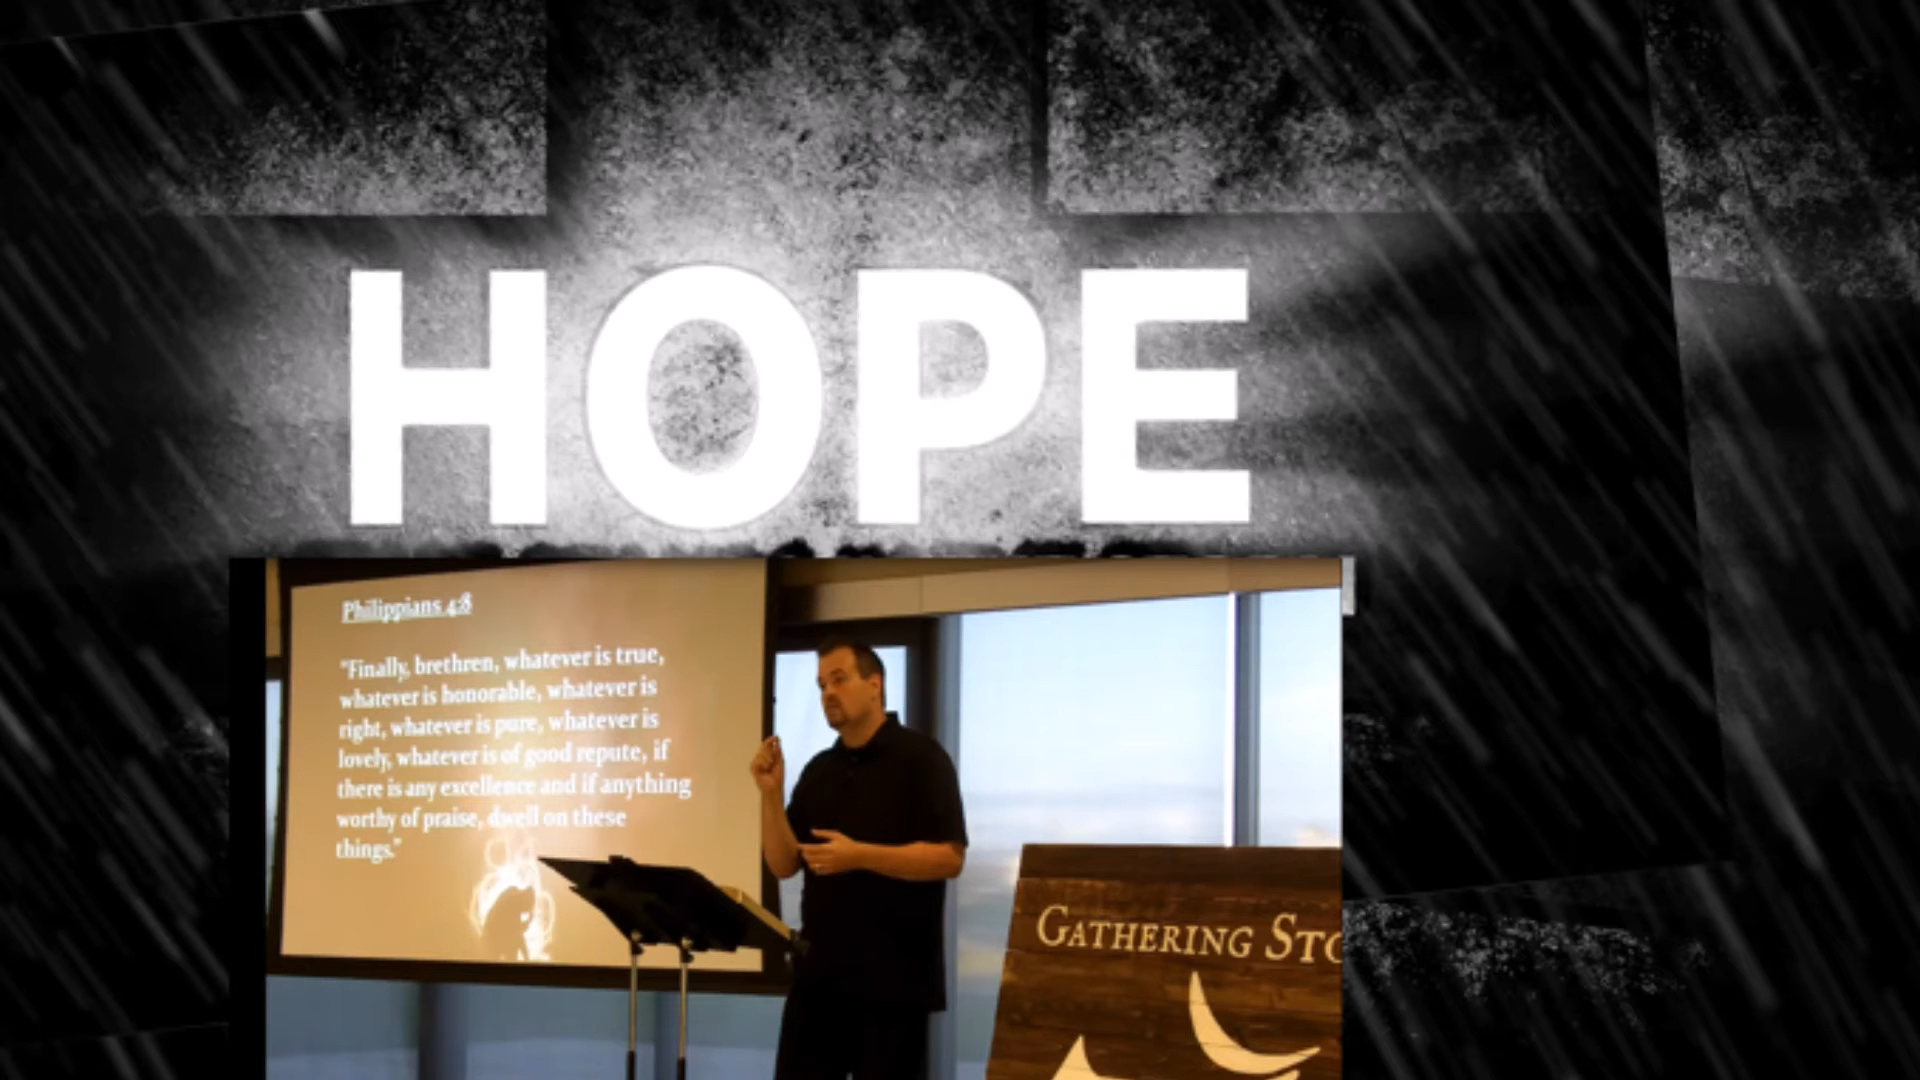 HOPE
Philippians 4:8
"Finally, brethren, whatever is true,
whatever is honorable, whatever is
right, whatever is pure, whatever is
lovely, whatever is of good repute, if
there is any excellence and if anything
worthy of praise, dwell on these
things."
GATHERING STO